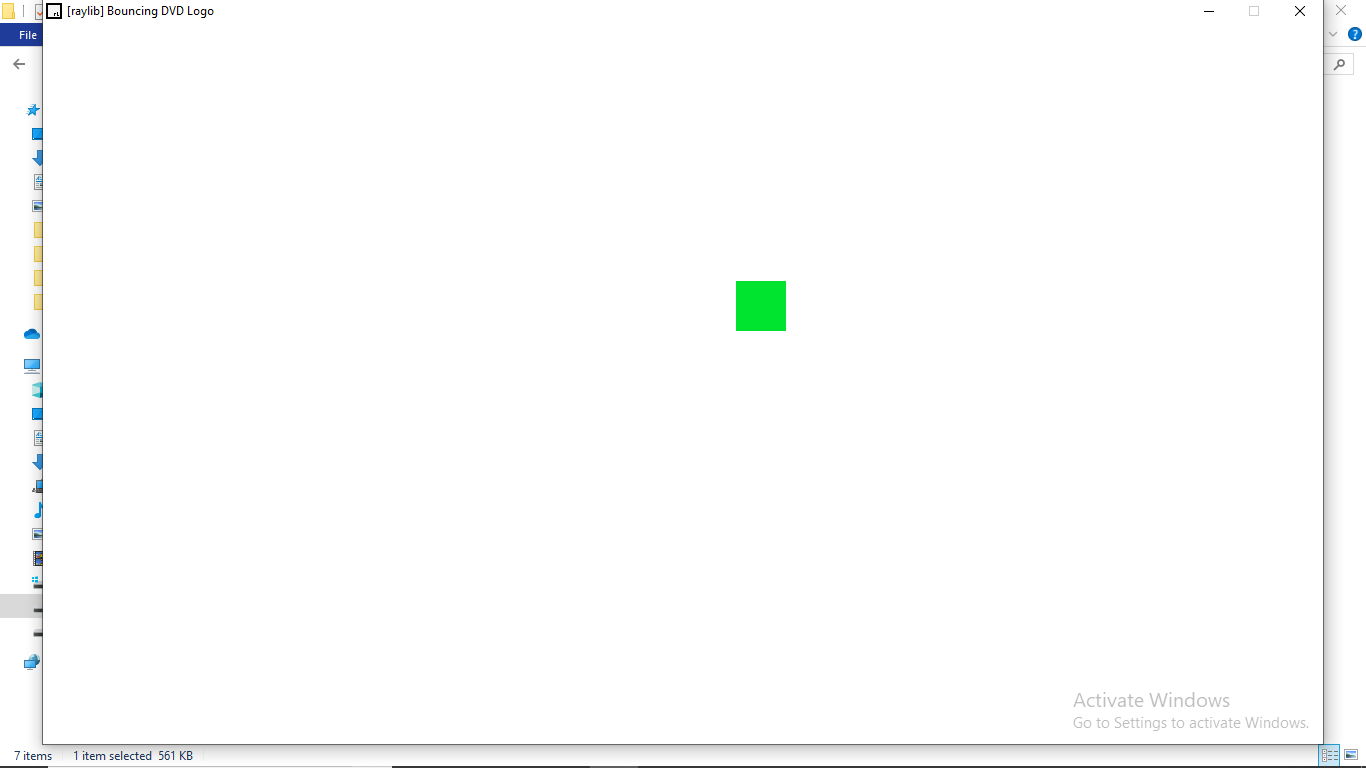 [raylib] Bouncing DVD Logo
File
Activate Windows
Go to Settings to activate Windows.
7 items 1 item selected 561 KB